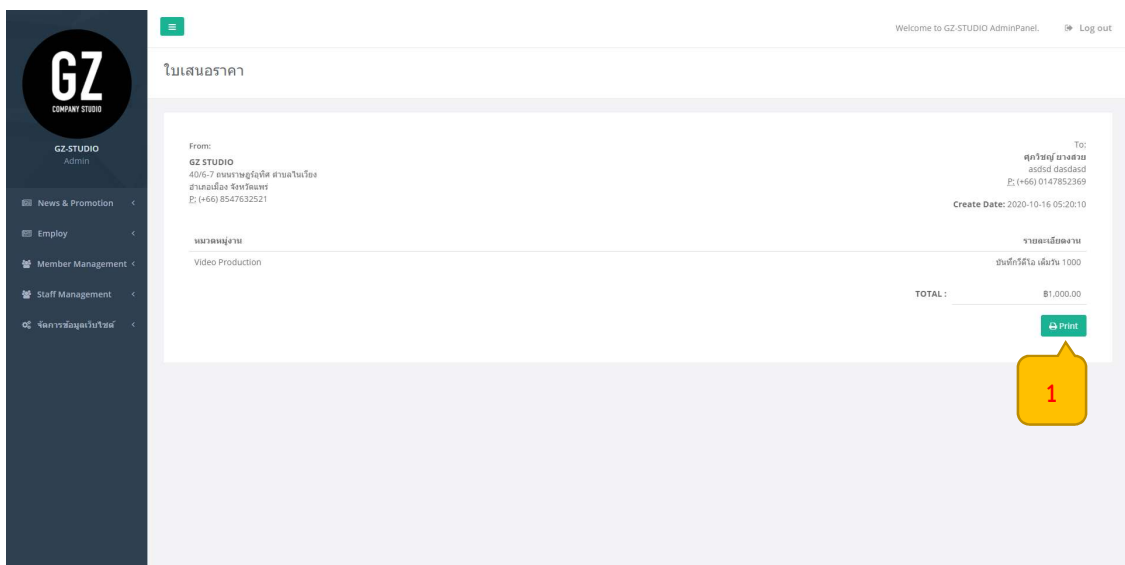 GZ
COMPANY STUDIO
GZ-STUDIO
Admin
News & Promotion
Employ
Member Management
Staff Management
จัดการข้อมูลเว็บไซต์
Welcome to GZ-STUDIO AdminPanel.
Log out
ใบเสนอราคา
From:
GZ STUDIO
40/6-7 ถนนราษฎร์อุทิศ ตำบลในเวียง
อำเภอเมือง จังหวัดแพร่
P: (+66) 8547632521
To:
ศุภวิชญ์ ยางสวย
asdsd dasdasd
P: (+66) 0147852369
Create Date: 2020-10-16 05:20:10
หมวดหมู่งาน รายละเอียดงาน
Video Production บันทึกวีดีโอ เต็มวัน 1000
TOTAL : ฿1,000.00
Print
1